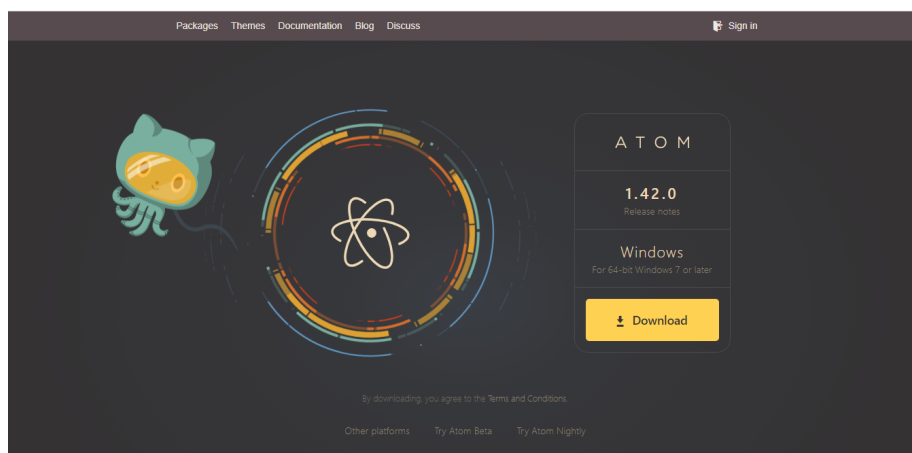 Packages Themes Documentation Blog Discuss Sign in
ATOM
1.42.0
Release notes
Windows
For 64-bit Windows 7 or later
Download
By downloading, you agree to the Terms and Conditions.
Other platforms Try Atom Beta Try Atom Nightly